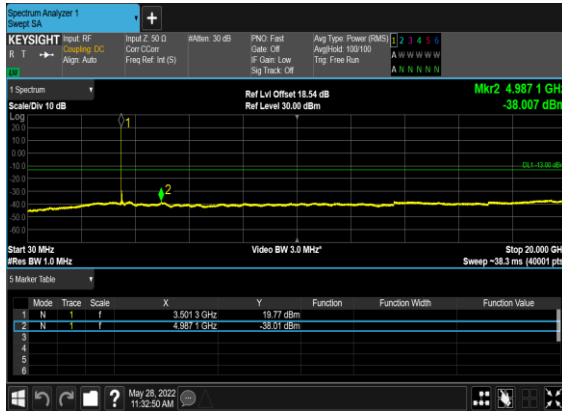 Spectrum Analyzer 1
Swept SA
+
KEYSIGHT Input: RF
R T Coupling: DC
Align: Auto
Input Z: 50 Ω
Corr CCorr
Freq Ref: Int (S)
#Atten: 30 dB
PNO: Fast
Gate: Off
IF Gain: Low
Sig Track: Off
Avg Type: Power (RMS)
Avg|Hold: 100/100
Trig: Free Run
1 2 3 4 5 6
A W W W W W
A N N N N N
LXI
1 Spectrum
Scale/Div 10 dB
Ref Lvl Offset 18.54 dB
Ref Level 30.00 dBm
Mkr2 4.987 1 GHz
-38.007 dBm
Log
20.0
10.0
0.00
-10.0
-20.0
-30.0
-40.0
-50.0
-60.0
1
2
DL1 -13.00 dBm
Start 30 MHz
#Res BW 1.0 MHz
Video BW 3.0 MHz*
Stop 20.000 GH
Sweep ~38.3 ms (40001 pts
5 Marker Table
Mode Trace Scale X Y Function Function Width Function Value
1 N 1 f 3.501 3 GHz 19.77 dBm
2 N 1 f 4.987 1 GHz -38.01 dBm
3
4
5
6
?
May 28, 2022
11:32:50 AM